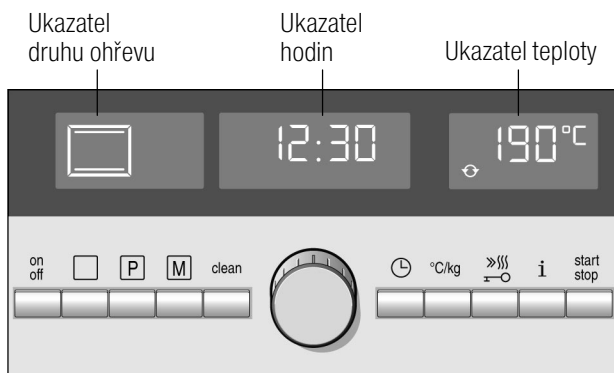 Ukazatel
druhu ohřevu
Ukazatel
hodin
Ukazatel teploty
12:30
190°C
on
off
P
M
clean
°C/kg
i
start
stop